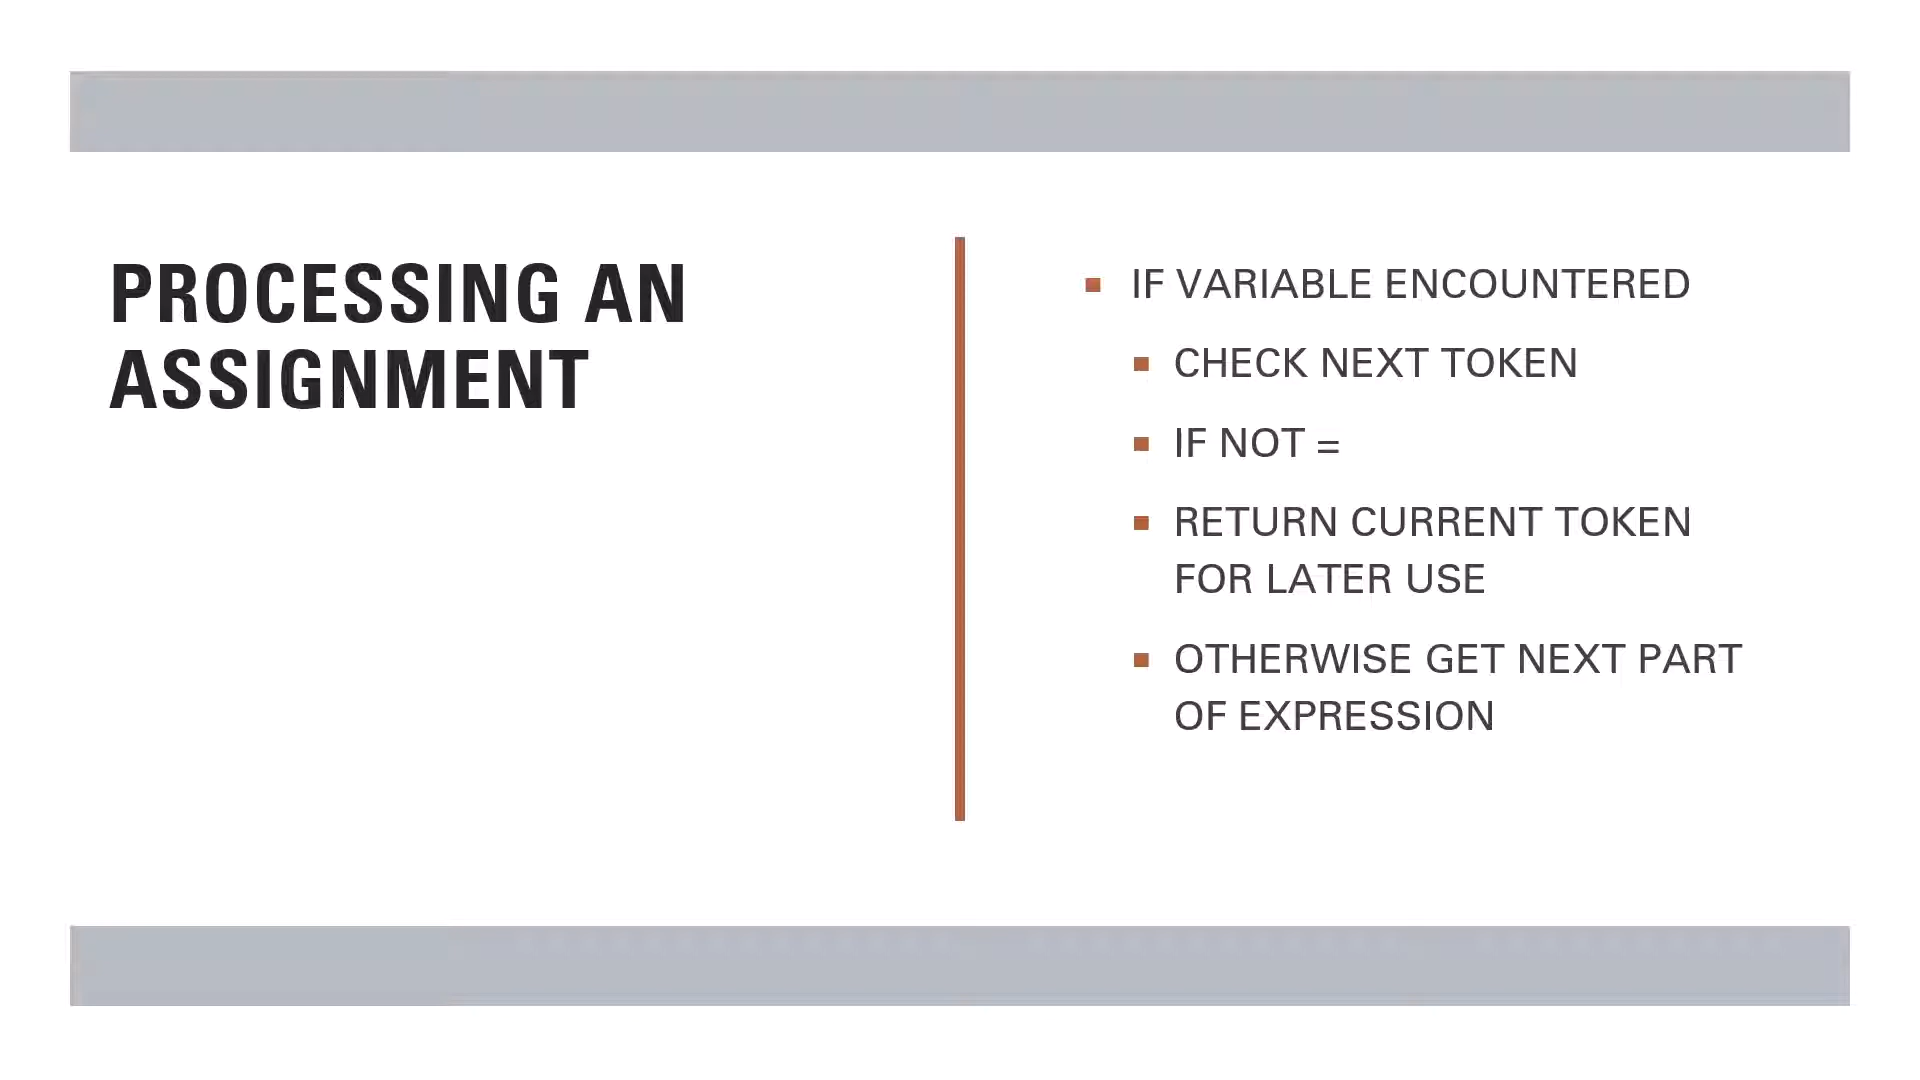 PROCESSING AN
ASSIGNMENT
IF VARIABLE ENCOUNTERED
CHECK NEXT TOKEN
IF NOT =
RETURN CURRENT TOKEN
FOR LATER USE
OTHERWISE GET NEXT PART
OF EXPRESSION